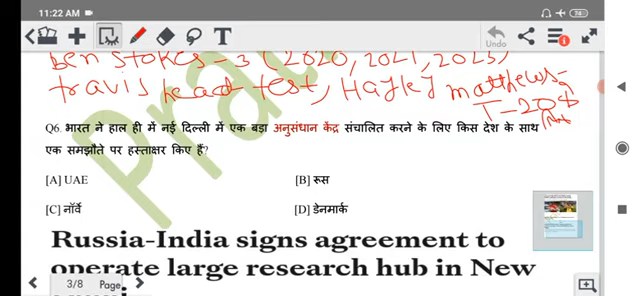 11:22 AM
74
Undo
Ben Stokes - 3 (2020, 2021, 2023)
travis head test, Hayley matthews -
T-20
Q6. भारत ने हाल ही में नई दिल्ली में एक बड़ा अनुसंधान केंद्र संचालित करने के लिए किस देश के साथ
एक समझौते पर हस्ताक्षर किए हैं?
[A] UAE
[B] रूस
[C] नॉर्वे
[D] डेनमार्क
Russia-India signs agreement to
operate large research hub in New
3/8 Page